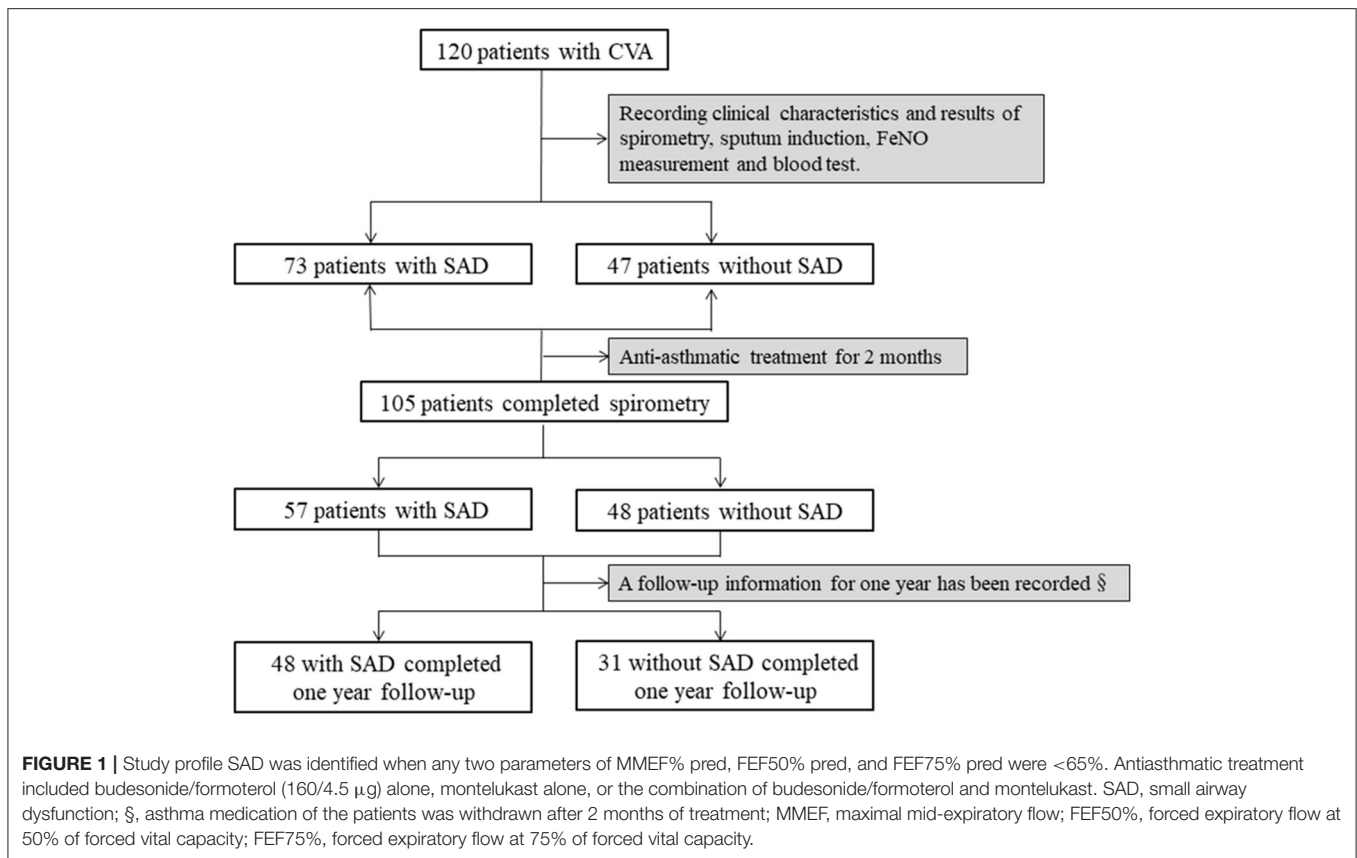 120 patients with CVA
Recording clinical characteristics and results of
spirometry, sputum induction, FeNO
measurement and blood test.
73 patients with SAD
47 patients without SAD
Anti-asthmatic treatment for 2 months
105 patients completed spirometry
57 patients with SAD
48 patients without SAD
A follow-up information for one year has been recorded §
48 with SAD completed
one year follow-up
31 without SAD completed
one year follow-up
FIGURE 1 | Study profile SAD was identified when any two parameters of MMEF% pred, FEF50% pred, and FEF75% pred were <65%. Antiasthmatic treatment
included budesonide/formoterol (160/4.5 μg) alone, montelukast alone, or the combination of budesonide/formoterol and montelukast. SAD, small airway
dysfunction; §, asthma medication of the patients was withdrawn after 2 months of treatment; MMEF, maximal mid-expiratory flow; FEF50%, forced expiratory flow at
50% of forced vital capacity; FEF75%, forced expiratory flow at 75% of forced vital capacity.